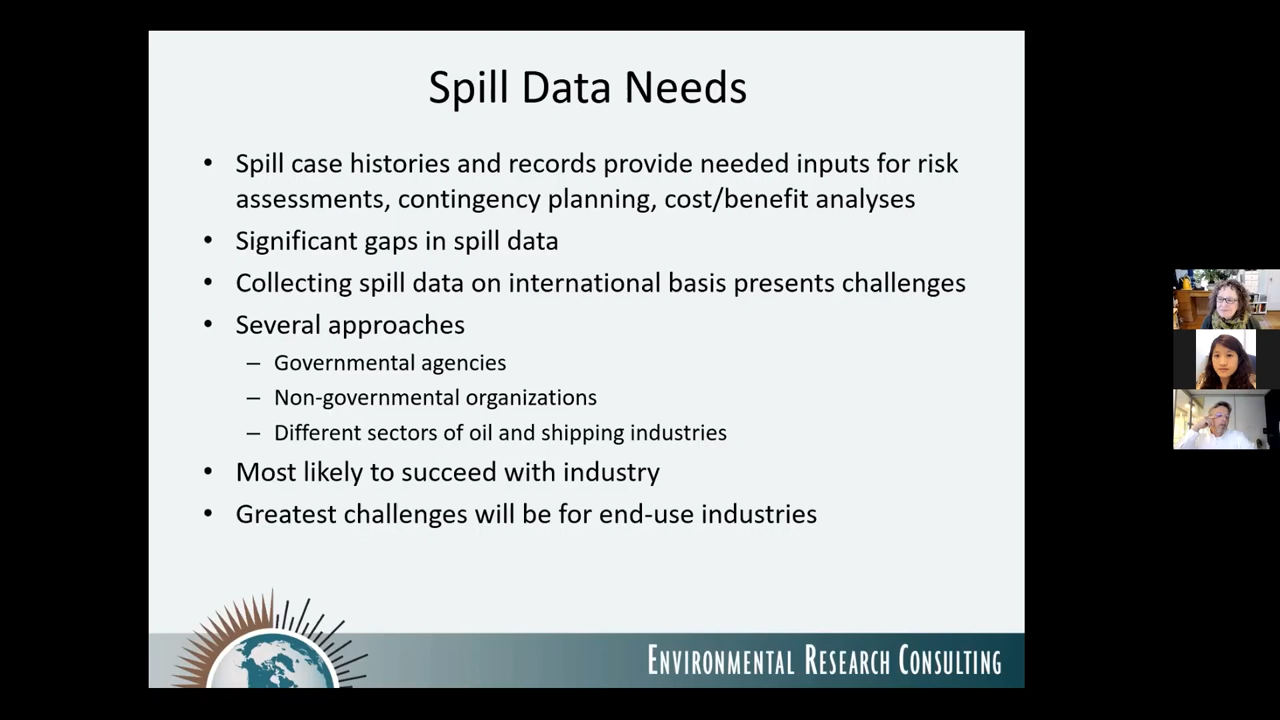 Spill Data Needs
• Spill case histories and records provide needed inputs for risk
assessments, contingency planning, cost/benefit analyses
• Significant gaps in spill data
• Collecting spill data on international basis presents challenges
• Several approaches
– Governmental agencies
– Non-governmental organizations
– Different sectors of oil and shipping industries
• Most likely to succeed with industry
• Greatest challenges will be for end-use industries
ENVIRONMENTAL RESEARCH CONSULTING